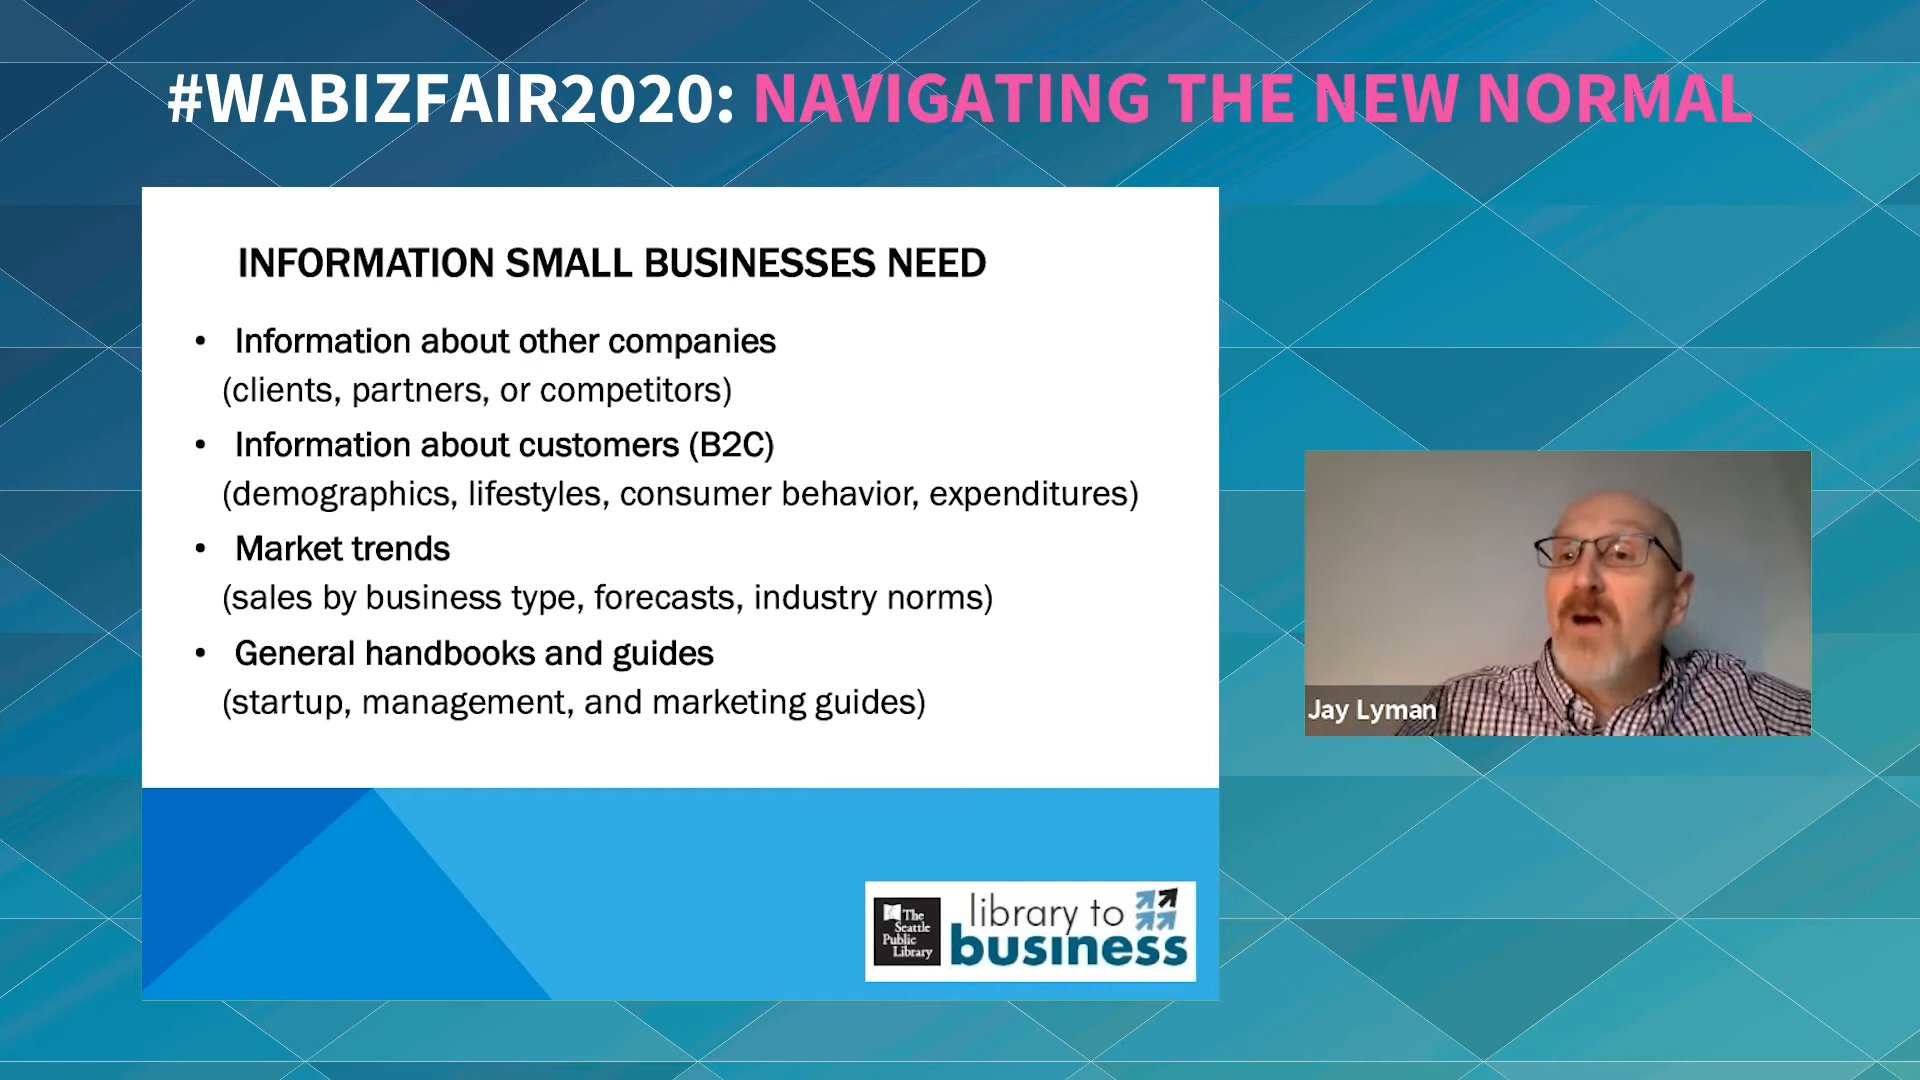 #WABIZFAIR2020: NAVIGATING THE NEW NORMAL
INFORMATION SMALL BUSINESSES NEED
• Information about other companies
(clients, partners, or competitors)
• Information about customers (B2C)
(demographics, lifestyles, consumer behavior, expenditures)
• Market trends
(sales by business type, forecasts, industry norms)
• General handbooks and guides
(startup, management, and marketing guides)
Jay Lyman
The
Seattle
Public
Library
library to
business